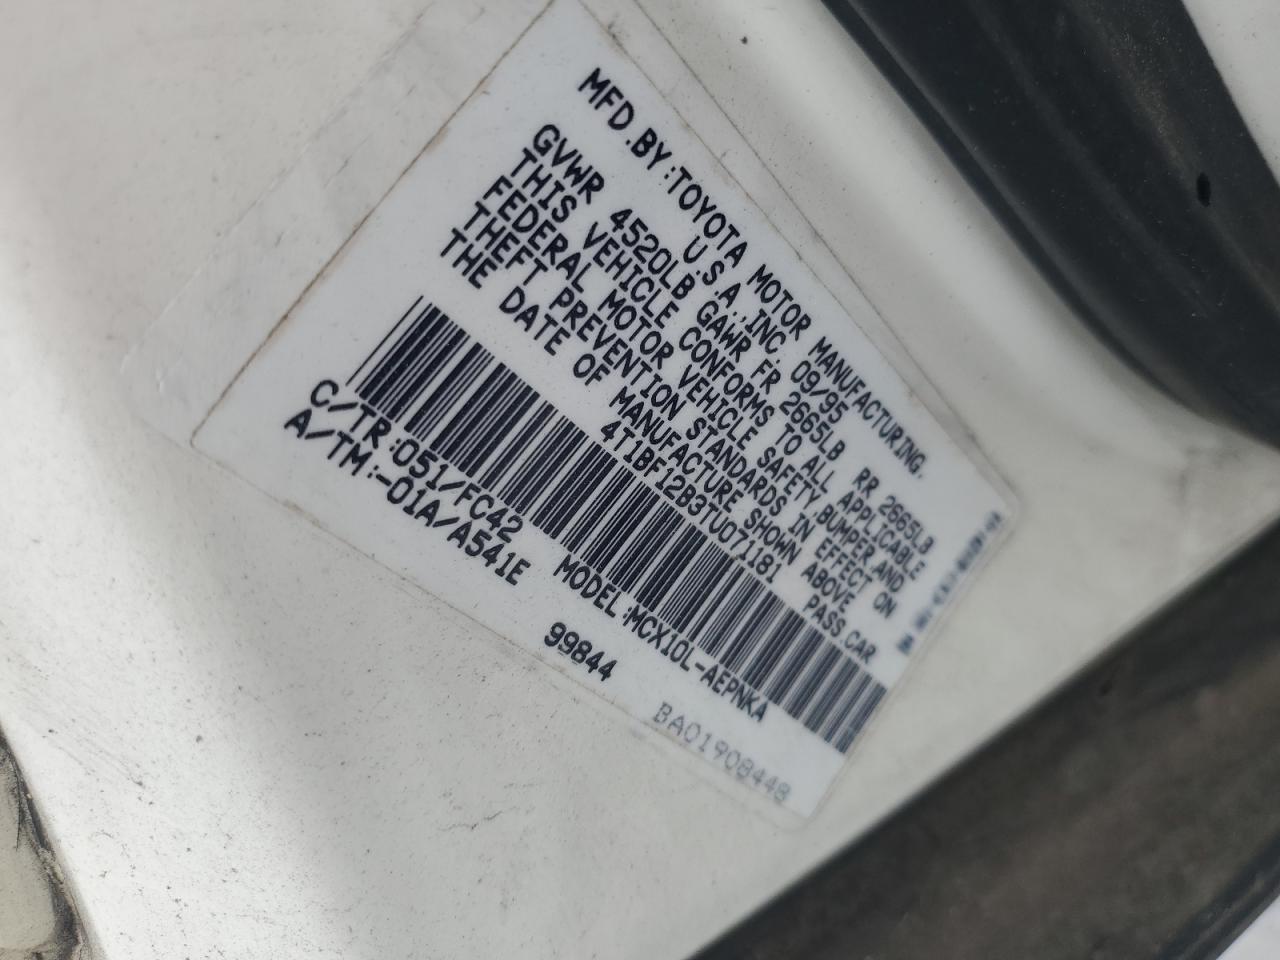 MFD.BY:TOYOTA MOTOR MANUFACTURING.
U.S.A.,INC. 09/95
GVWR 4520LB GAWR FR 2665LB RR 2665LB
THIS VEHICLE CONFORMS TO ALL APPLICABLE
FEDERAL MOTOR VEHICLE SAFETY,BUMPER,AND
THEFT PREVENTION STANDARDS IN EFFECT ON
THE DATE OF MANUFACTURE SHOWN ABOVE
4T1BF12B3TU071181 PASS.CAR
C/TR:051/FC42 MODEL:MCX10L-AEPNKA
A/TM:-01A/A541E
99844
BA01908448